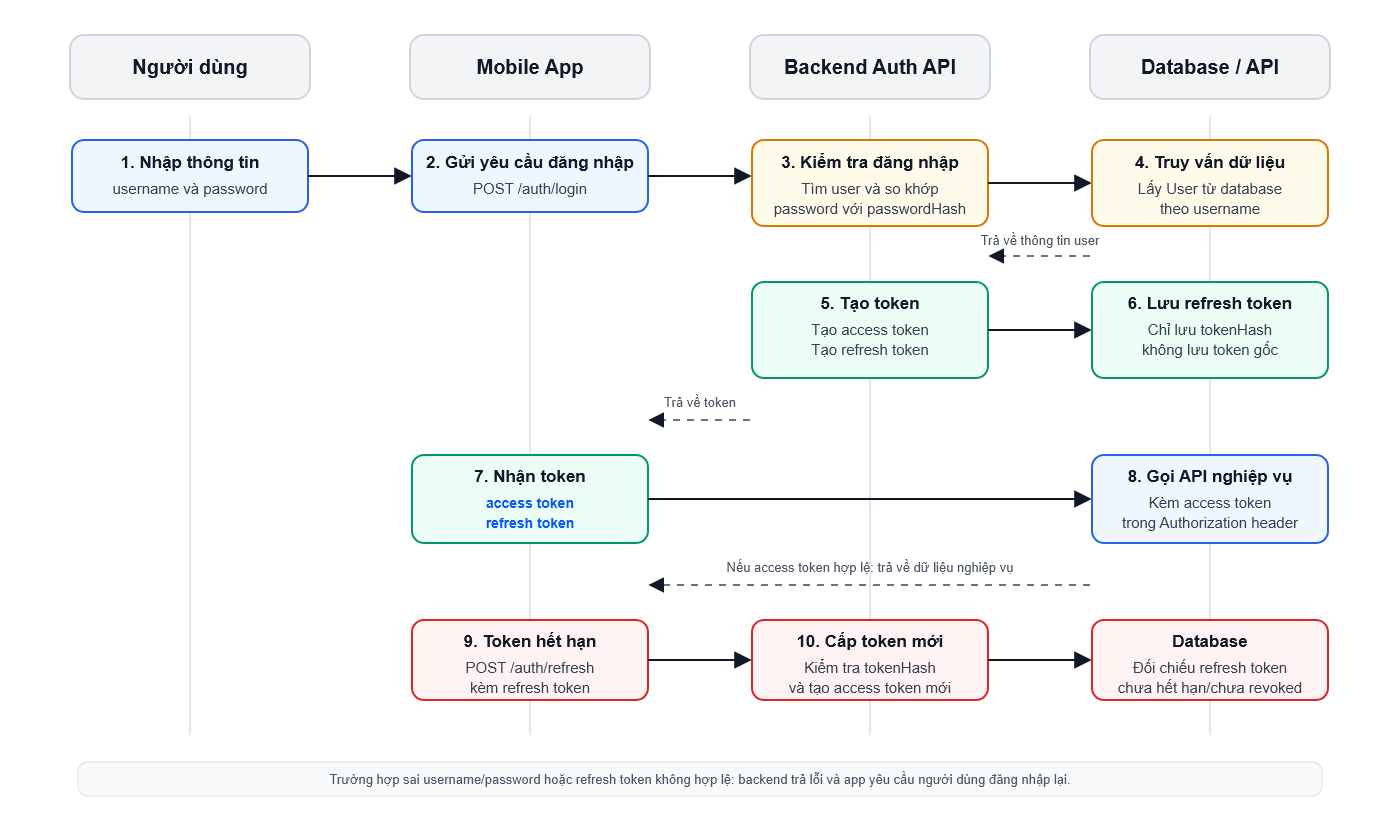 Người dùng
Mobile App
Backend Auth API
Database / API
1. Nhập thông tin
username và password
2. Gửi yêu cầu đăng nhập
POST /auth/login
3. Kiểm tra đăng nhập
Tìm user và so khớp
password với passwordHash
4. Truy vấn dữ liệu
Lấy User từ database
theo username
Trả về thông tin user
5. Tạo token
Tạo access token
Tạo refresh token
6. Lưu refresh token
Chỉ lưu tokenHash
không lưu token gốc
Trả về token
7. Nhận token
access token
refresh token
8. Gọi API nghiệp vụ
Kèm access token
trong Authorization header
Nếu access token hợp lệ: trả về dữ liệu nghiệp vụ
9. Token hết hạn
POST /auth/refresh
kèm refresh token
10. Cấp token mới
Kiểm tra tokenHash
và tạo access token mới
Database
Đối chiếu refresh token
chưa hết hạn/chưa revoked
Trường hợp sai username/password hoặc refresh token không hợp lệ: backend trả lỗi và app yêu cầu người dùng đăng nhập lại.